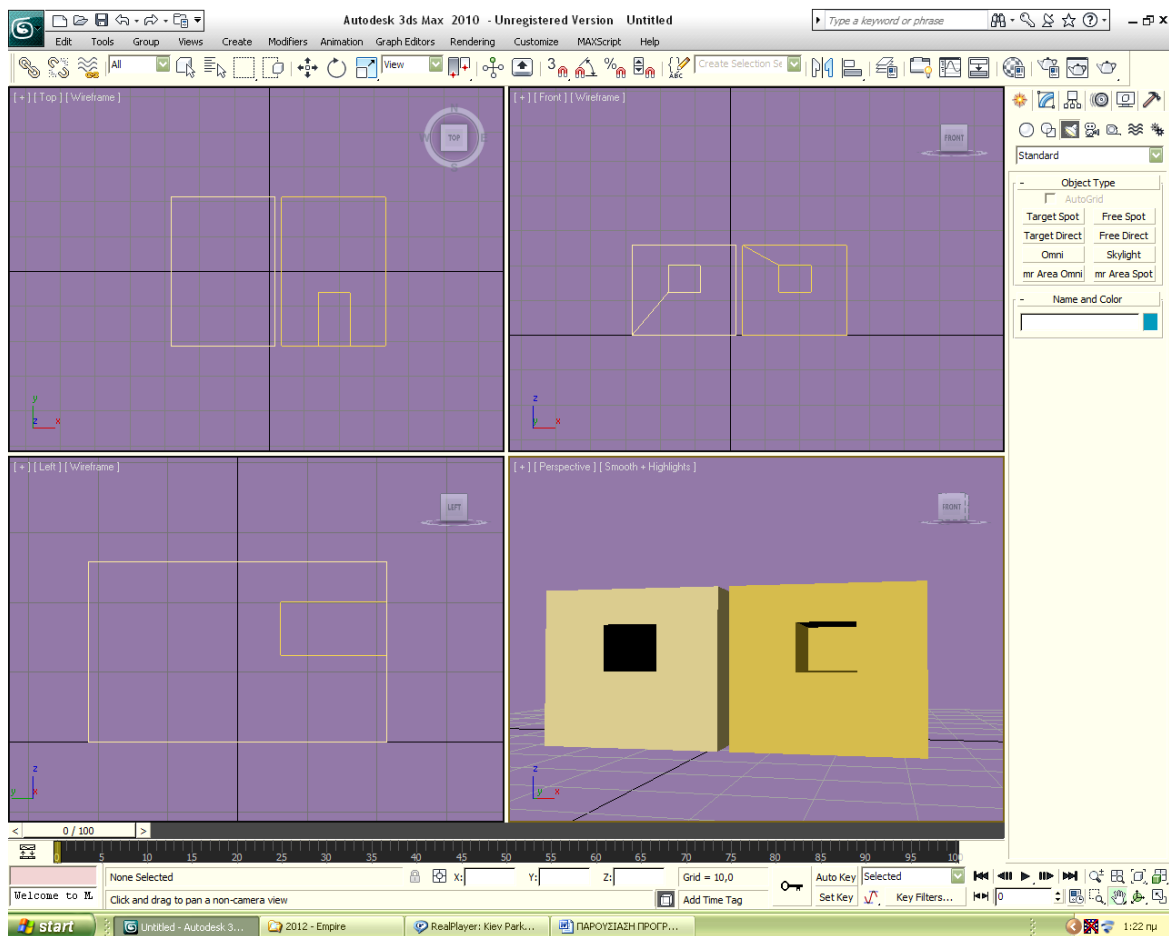 Autodesk 3ds Max 2010 - Unregistered Version Untitled
Type a keyword or phrase
Edit Tools Group Views Create Modifiers Animation Graph Editors Rendering Customize MAXScript Help
All View 3 % ABC Create Selection Se
[ + ] [ Top ] [ Wireframe ]
TOP
N
W
E
S
y
z x
[ + ] [ Front ] [ Wireframe ]
FRONT
z
y x
[ + ] [ Left ] [ Wireframe ]
LEFT
z
y x
[ + ] [ Perspective ] [ Smooth + Highlights ]
FRONT
z
y x
Standard
- Object Type
AutoGrid
Target Spot Free Spot
Target Direct Free Direct
Omni Skylight
mr Area Omni mr Area Spot
- Name and Color
< 0 / 100 >
0 5 10 15 20 25 30 35 40 45 50 55 60 65 70 75 80 85 90 95 100
None Selected X: Y: Z: Grid = 10,0 Auto Key Selected
Welcome to M. Click and drag to pan a non-camera view Add Time Tag Set Key Key Filters... 0
start Untitled - Autodesk 3... 2012 - Empire RealPlayer: Kiev Park... ΠΑΡΟΥΣΙΑΣΗ ΠΡΟΓΡ... 1:22 πμ